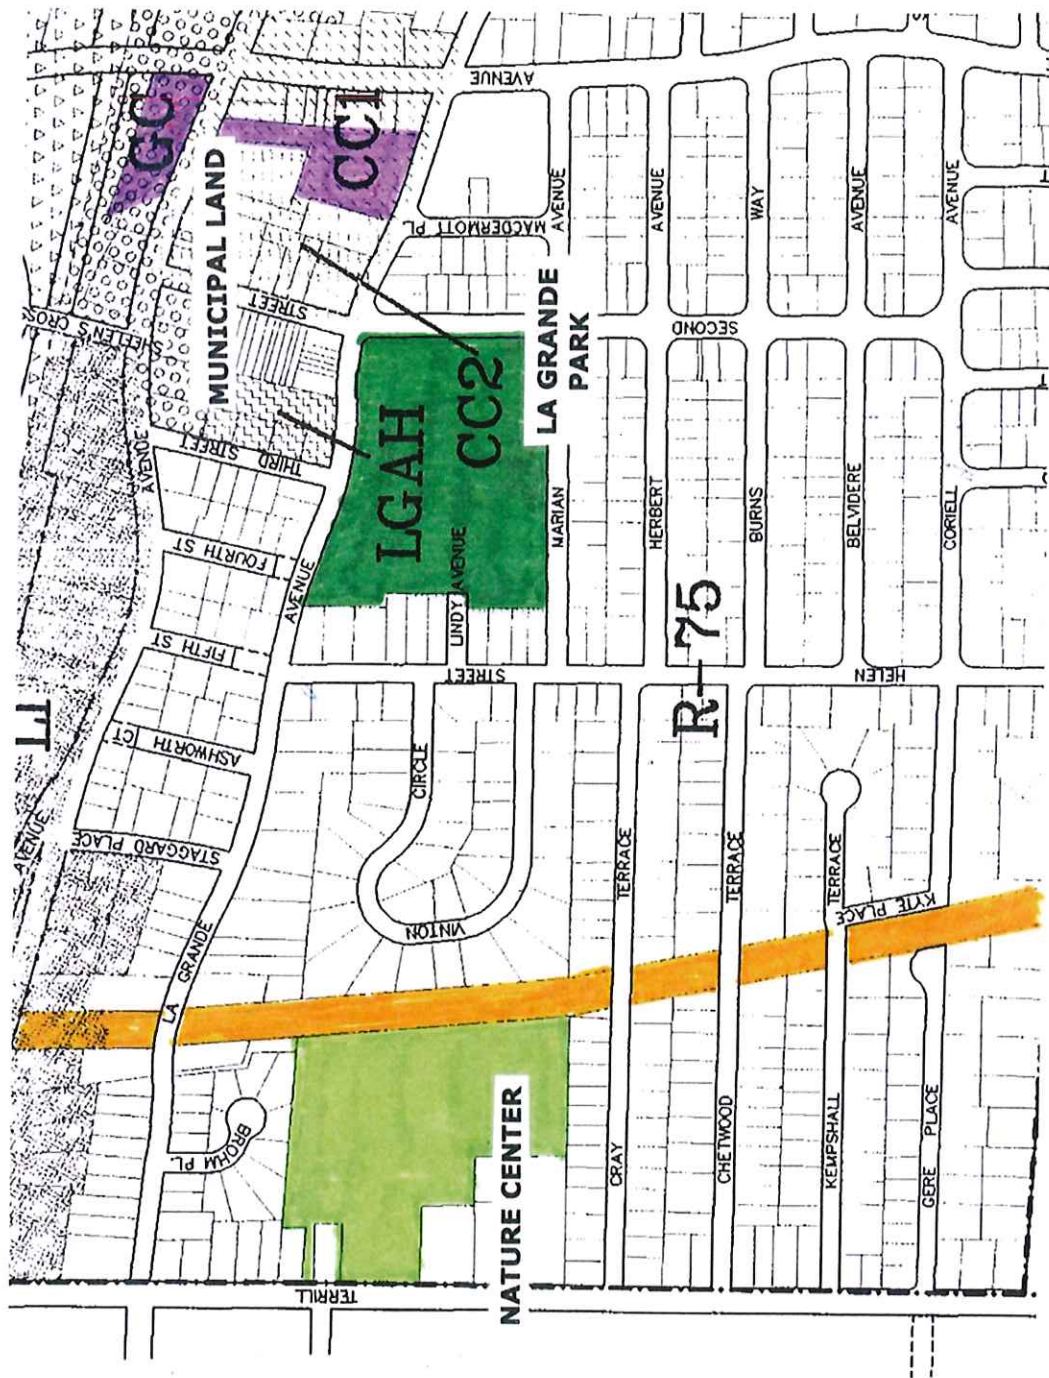 GC
CC1
MUNICIPAL LAND
SHEELEN'S CROS
AVENUE
STREET
MACDERMOTT PL.
AVENUE
AVENUE
WAY
AVENUE
AVENUE
LA GRANDE
PARK
SECOND
LGAH
CC2
AVENUE
THIRD STREET
FOURTH ST
FIFTH ST
ASHWORTH
CT
STAGGARD PLACE
AVENUE
AVENUE
LINDY AVENUE
MARIAN
HERBERT
BURNS
BELVIDERE
CORIELL
LI
R-75
STREET
HELEN
CIRCLE
VINTON
LA GRANDE
TERRACE
TERRACE
TERRACE
KYTE PLACE
BROHM PL.
NATURE CENTER
CRAY
CHETWOOD
KEMPSHALL
GERE PLACE
TERRILL